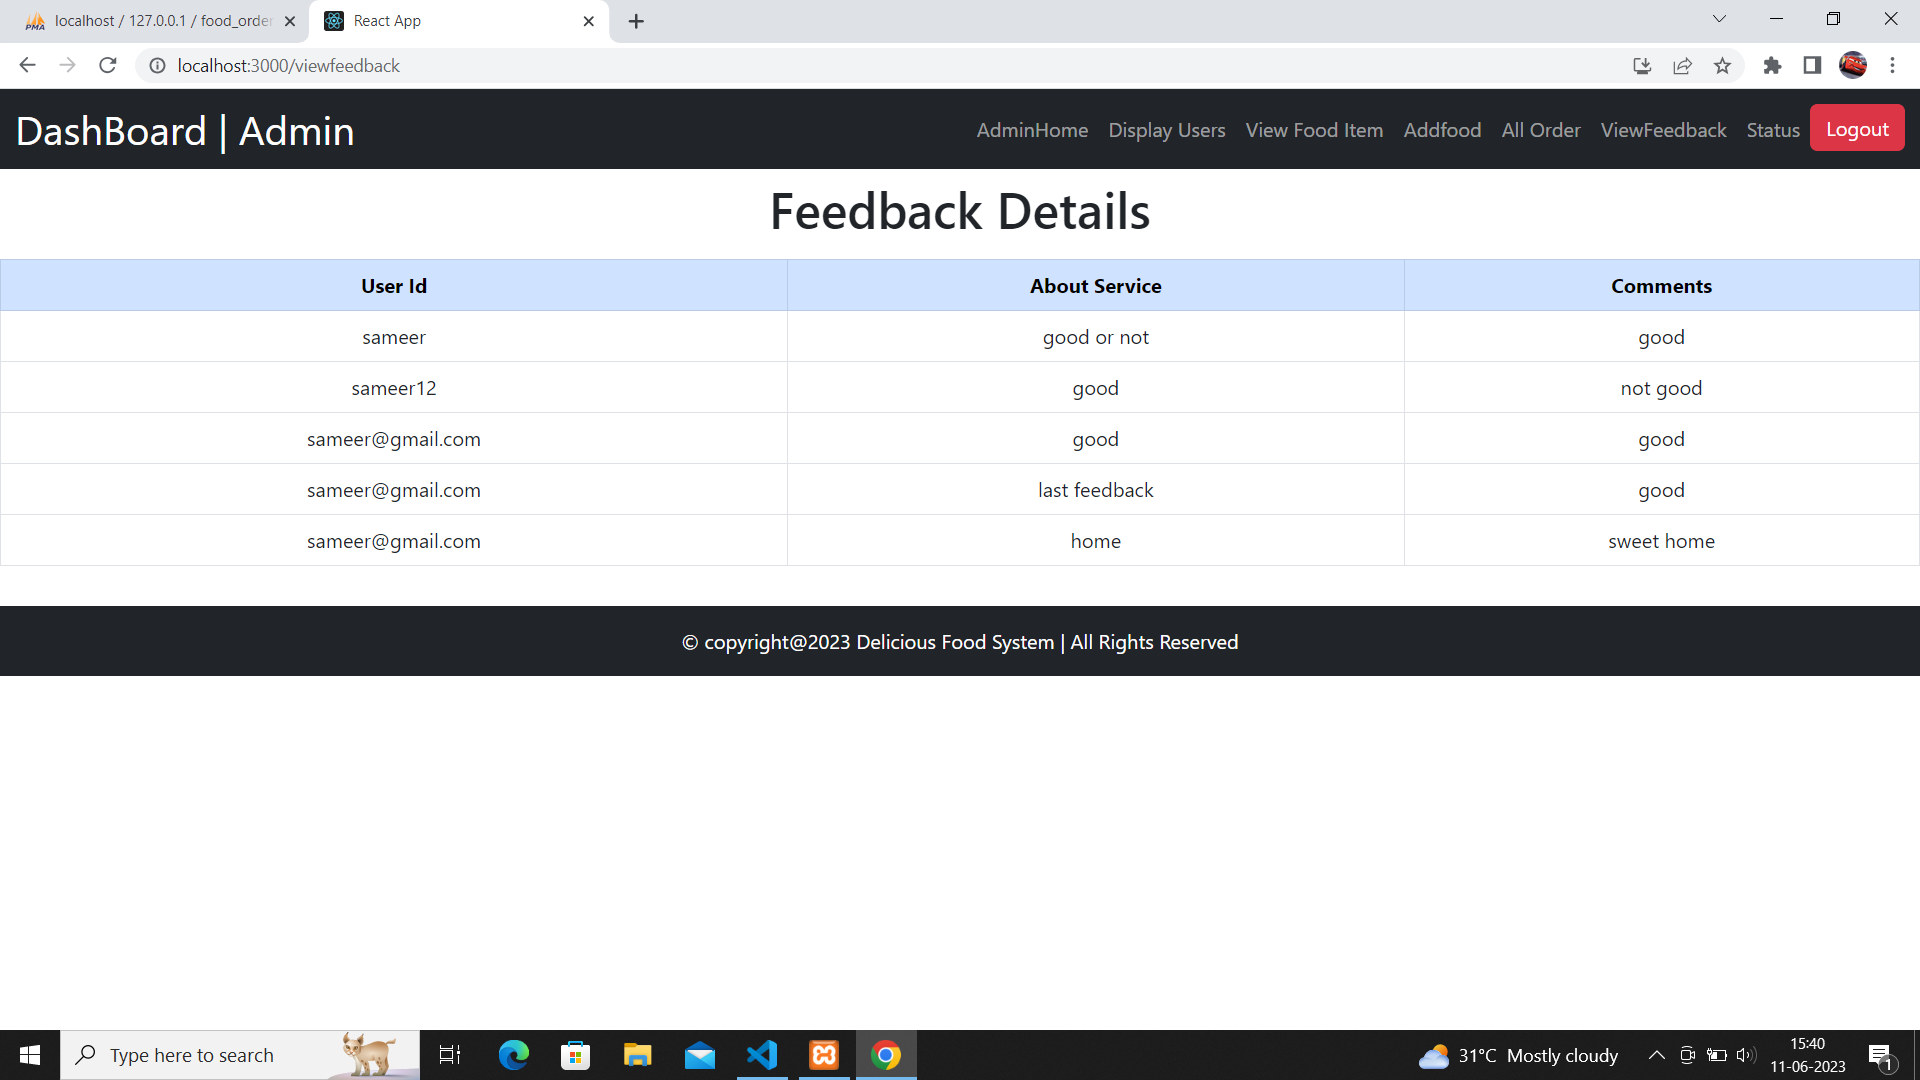 localhost / 127.0.0.1 / food_order
React App
localhost:3000/viewfeedback
DashBoard | Admin
AdminHome Display Users View Food Item Addfood All Order ViewFeedback Status Logout
Feedback Details
User Id About Service Comments
sameer good or not good
sameer12 good not good
sameer@gmail.com good good
sameer@gmail.com last feedback good
sameer@gmail.com home sweet home
© copyright@2023 Delicious Food System | All Rights Reserved
Type here to search
31°C Mostly cloudy
15:40
11-06-2023
1
PMA